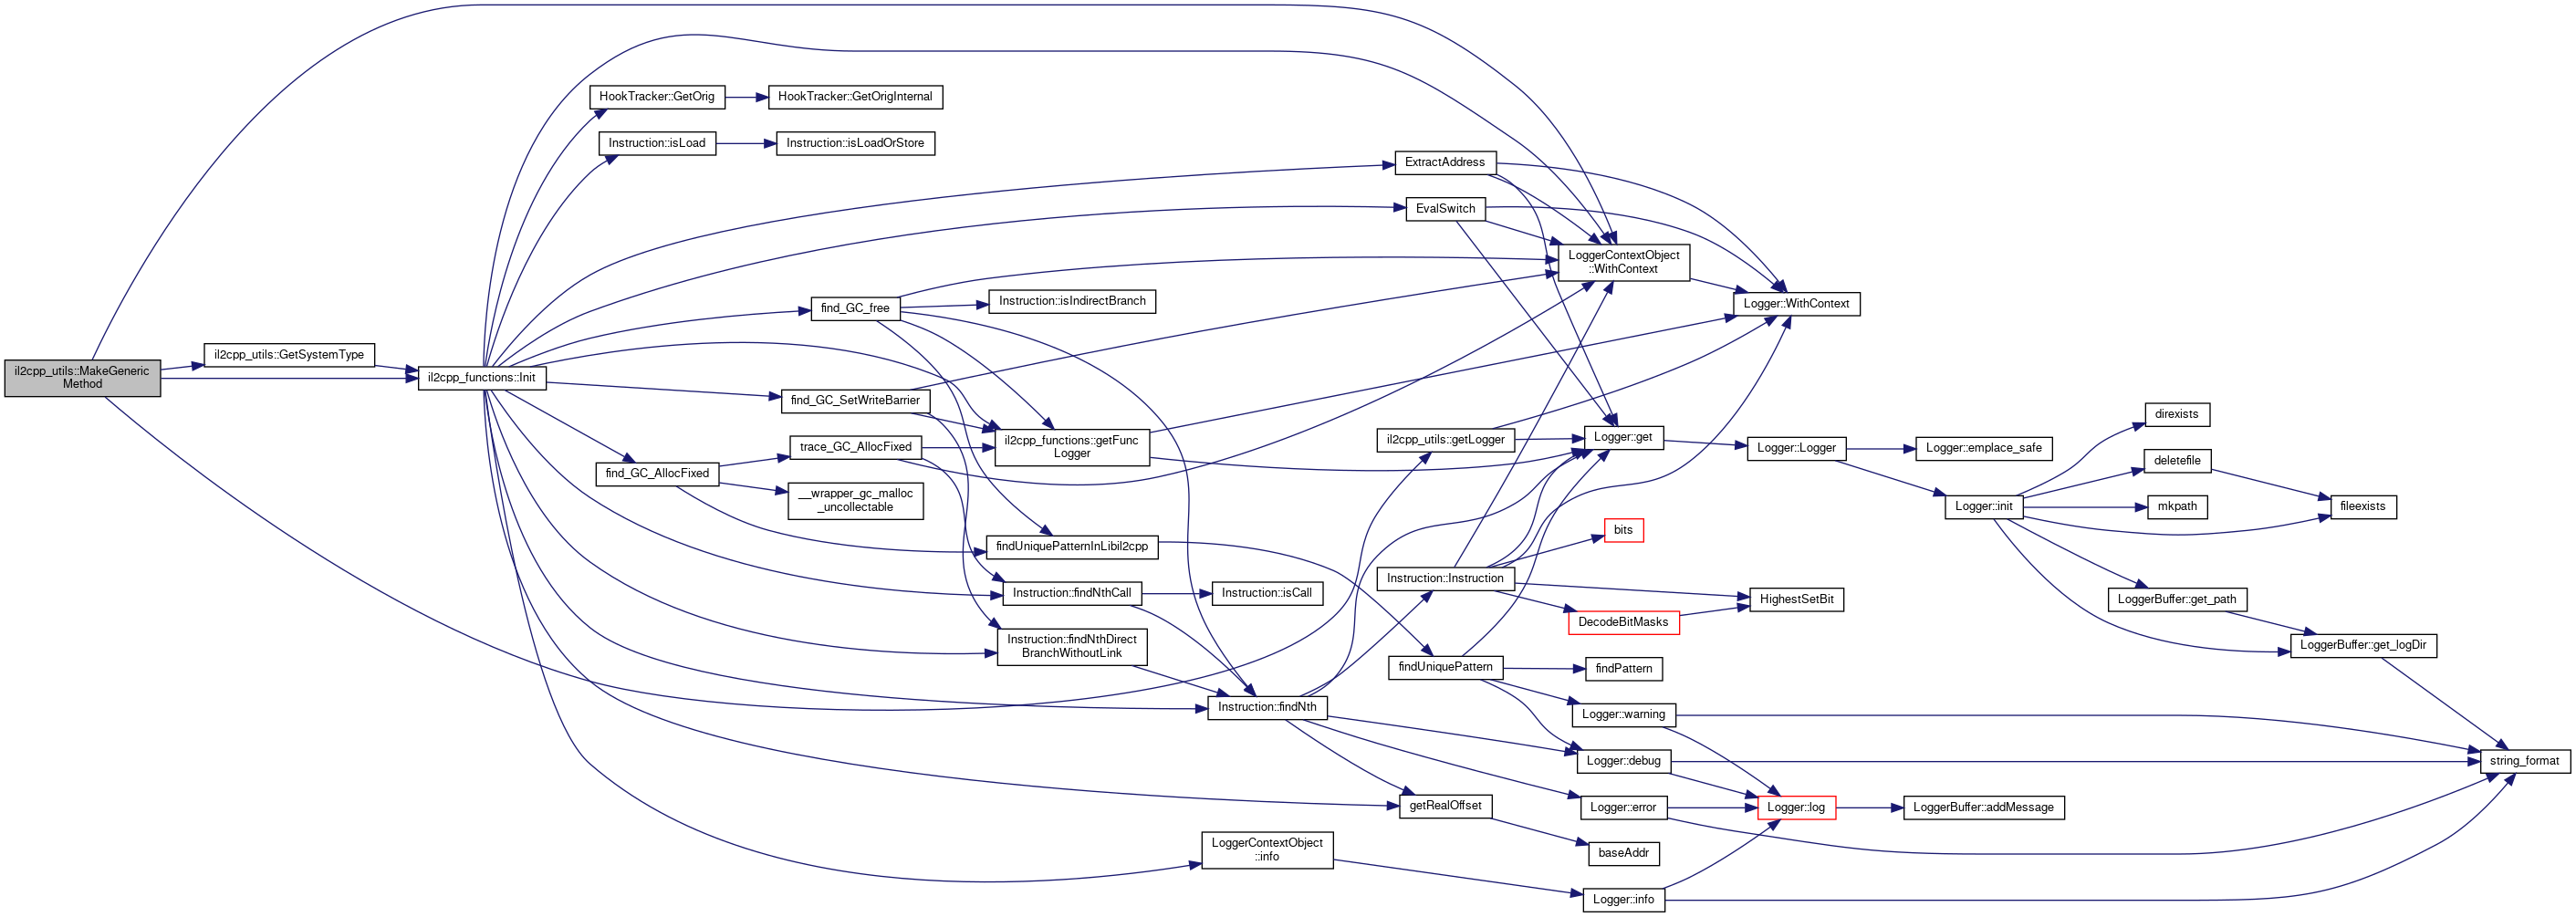 il2cpp_utils::MakeGeneric
Method
il2cpp_utils::GetSystemType
il2cpp_functions::Init
HookTracker::GetOrig
HookTracker::GetOrigInternal
Instruction::isLoad
Instruction::isLoadOrStore
find_GC_free
Instruction::isIndirectBranch
find_GC_SetWriteBarrier
trace_GC_AllocFixed
find_GC_AllocFixed
__wrapper_gc_malloc
_uncollectable
il2cpp_functions::getFunc
Logger
findUniquePatternInLibil2cpp
Instruction::findNthCall
Instruction::isCall
Instruction::findNthDirect
BranchWithoutLink
Instruction::findNth
LoggerContextObject
::info
ExtractAddress
EvalSwitch
LoggerContextObject
::WithContext
Logger::WithContext
il2cpp_utils::getLogger
Logger::get
Logger::Logger
Logger::emplace_safe
Instruction::Instruction
bits
HighestSetBit
DecodeBitMasks
findUniquePattern
findPattern
Logger::warning
Logger::debug
Logger::error
Logger::log
LoggerBuffer::addMessage
getRealOffset
baseAddr
Logger::info
Logger::init
direxists
deletefile
mkpath
fileexists
LoggerBuffer::get_path
LoggerBuffer::get_logDir
string_format